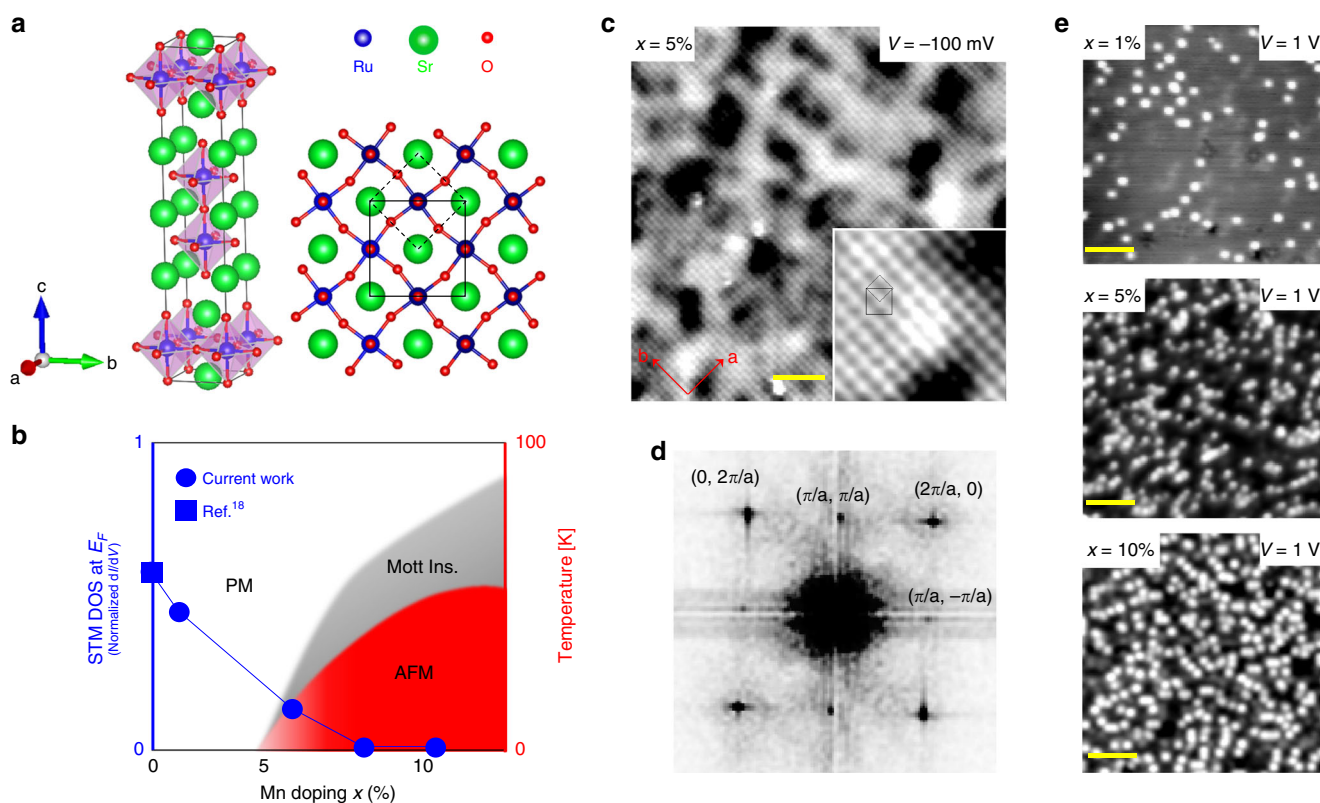 a
Ru
Sr
O
c
a
b
b
1
100
Current work
Ref.18
STM DOS at EF
(Normalized dI/dV)
PM
Mott Ins.
AFM
Temperature [K]
0
0
0
5
10
Mn doping x (%)
c
x = 5%
V = –100 mV
b
a
d
(0, 2π/a)
(π/a, π/a)
(2π/a, 0)
(π/a, –π/a)
e
x = 1%
V = 1 V
x = 5%
V = 1 V
x = 10%
V = 1 V